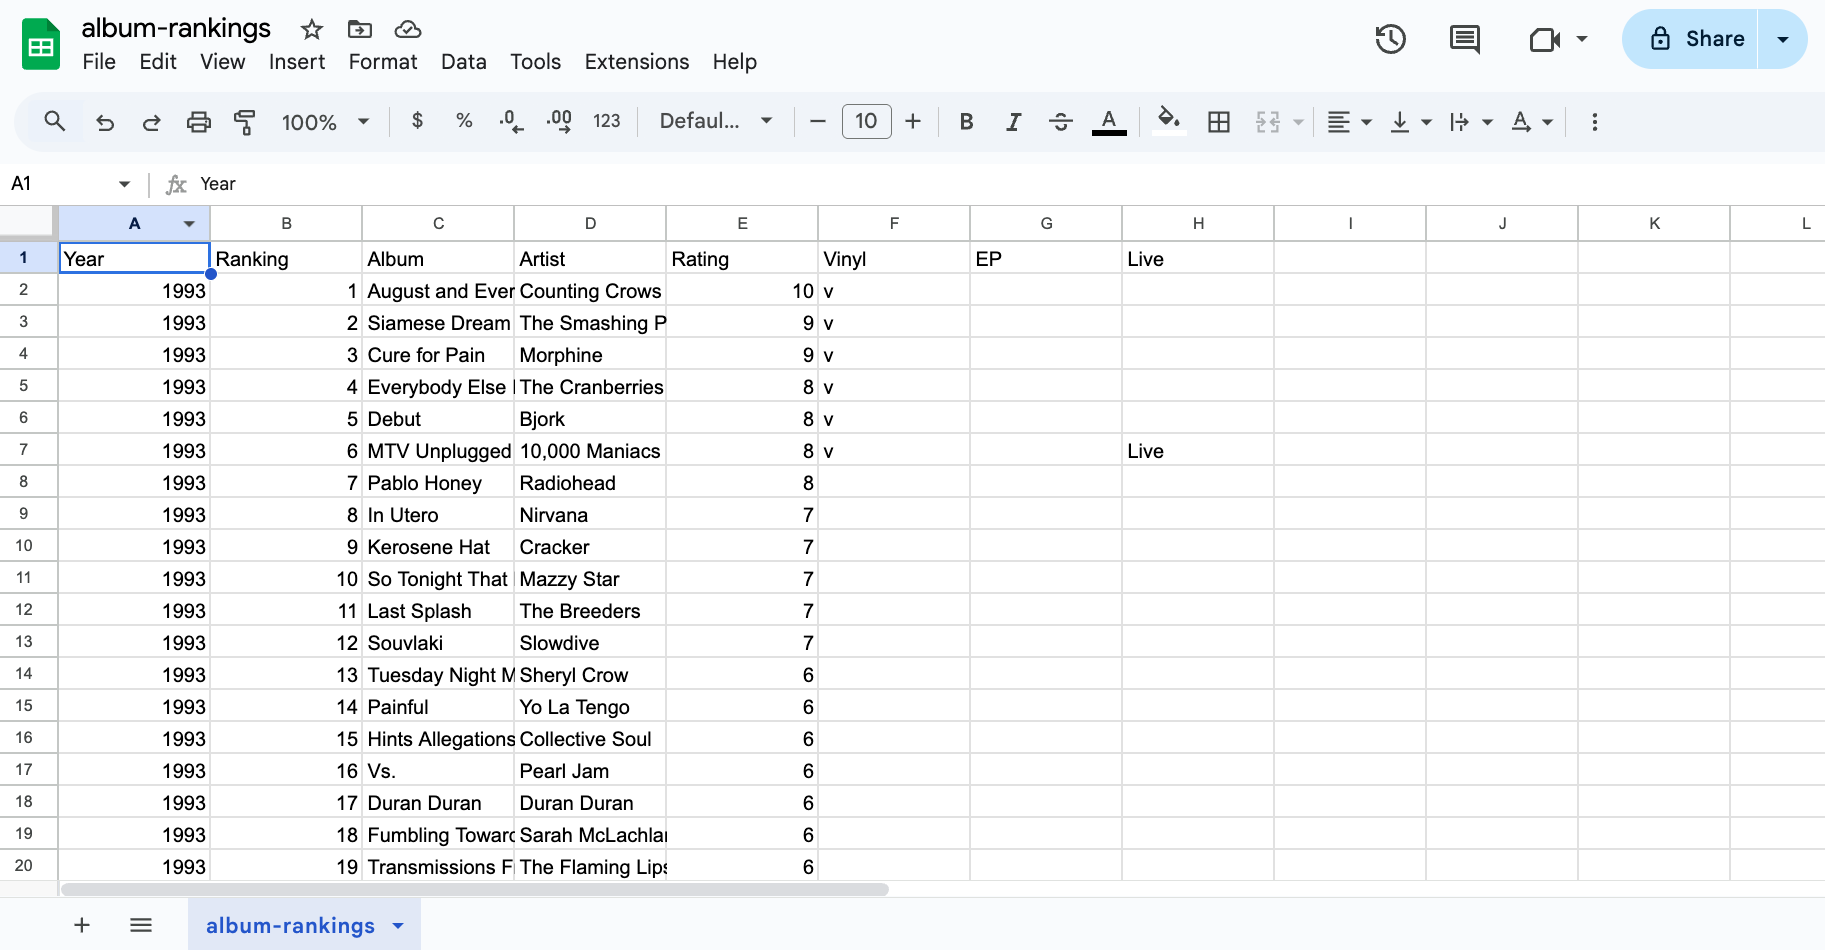 album-rankings
File Edit View Insert Format Data Tools Extensions Help
Share
100% $ % .0 .00 123 Defaul... 10 B I A A
A1 fx Year
A B C D E F G H I J K L
1 Year Ranking Album Artist Rating Vinyl EP Live
2 1993 1 August and Ever Counting Crows 10 v
3 1993 2 Siamese Dream The Smashing P 9 v
4 1993 3 Cure for Pain Morphine 9 v
5 1993 4 Everybody Else The Cranberries 8 v
6 1993 5 Debut Bjork 8 v
7 1993 6 MTV Unplugged 10,000 Maniacs 8 v Live
8 1993 7 Pablo Honey Radiohead 8
9 1993 8 In Utero Nirvana 7
10 1993 9 Kerosene Hat Cracker 7
11 1993 10 So Tonight That Mazzy Star 7
12 1993 11 Last Splash The Breeders 7
13 1993 12 Souvlaki Slowdive 7
14 1993 13 Tuesday Night M Sheryl Crow 6
15 1993 14 Painful Yo La Tengo 6
16 1993 15 Hints Allegations Collective Soul 6
17 1993 16 Vs. Pearl Jam 6
18 1993 17 Duran Duran Duran Duran 6
19 1993 18 Fumbling Towarc Sarah McLachlan 6
20 1993 19 Transmissions F The Flaming Lips 6
album-rankings